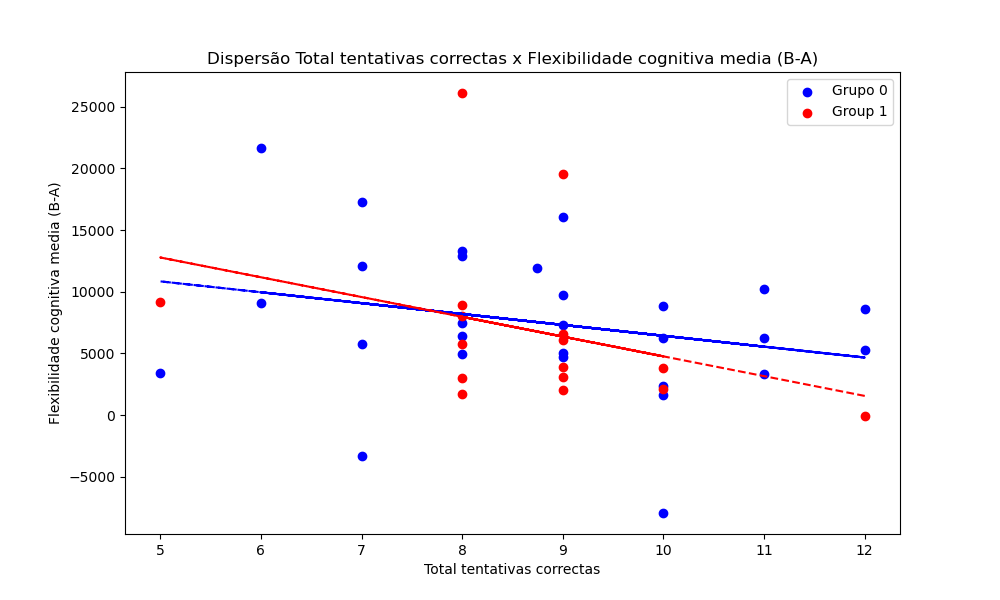 Dispersão Total tentativas correctas x Flexibilidade cognitiva media (B-A)
Grupo 0
Group 1
Flexibilidade cognitiva media (B-A)
25000
20000
15000
10000
5000
0
−5000
5 6 7 8 9 10 11 12
Total tentativas correctas